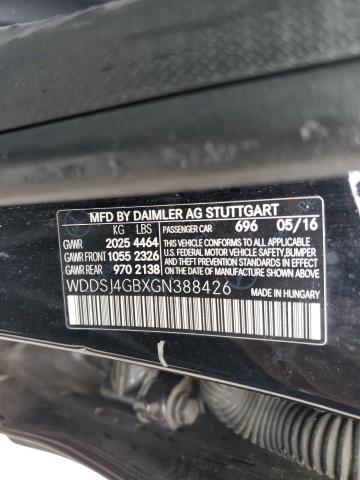 MFD BY DAIMLER AG STUTTGART
KG LBS PASSENGER CAR 696 05/16
GVWR 2025 4464 THIS VEHICLE CONFORMS TO ALL APPLICABLE
GAWR FRONT 1055 2326 U.S. FEDERAL MOTOR VEHICLE SAFETY, BUMPER,
GAWR REAR 970 2138 AND THEFT PREVENTION STANDARDS IN EFFECT
ON THE DATE OF MANUFACTURE SHOWN ABOVE.
WDDSJ4GBXGN388426 MADE IN HUNGARY